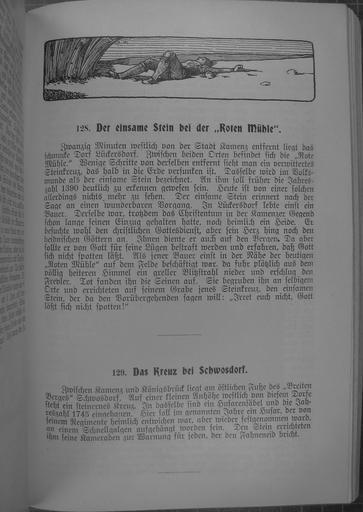 128. Der einsame Stein bei der „Roten Mühle“.
Zwanzig Minuten westlich von der Stadt Kamenz entfernt liegt das
schmucke Dorf Lückersdorf. Zwischen beiden Orten befindet sich die „Rote
Mühle.“ Wenige Schritte von derselben entfernt sieht man ein verwittertes
Steinkreuz, das halb in die Erde versunken ist. Dasselbe wird im Volks-
munde als der einsame Stein bezeichnet. An ihm soll früher die Jahres-
zahl 1390 deutlich zu erkennen gewesen sein. Heute ist von einer solchen
allerdings nichts mehr zu sehen. Der einsame Stein erinnert nach der
Sage an einen wunderbaren Vorgang. In Lückersdorf lebte einst ein
Bauer. Derselbe war, trotzdem das Christentum in der Kamenzer Gegend
schon lange seinen Einzug gehalten hatte, noch heimlich ein Heide. Er
besuchte wohl den christlichen Gottesdienst, aber sein Herz hing noch den
heidnischen Göttern an. Ihnen diente er auch auf den Bergen. Da aber
sollte er von Gott für seine Lügen bestraft werden und erfahren, daß Gott
sich nicht spotten läßt. Als jener Bauer einst in der Nähe der heutigen
„Roten Mühle“ auf dem Felde beschäftigt war, da fuhr plötzlich aus dem
völlig heiteren Himmel ein greller Blitzstrahl nieder und erschlug den
Frevler. Tot fanden ihn die Seinen auf. Sie begruben ihn an selbigem
Orte und errichteten auf seinem Grabe jenes Steinkreuz, den einsamen
Stein, der da den Vorübergehenden sagen will: „Irret euch nicht, Gott
läßt sich nicht spotten!“
129. Das Kreuz bei Schwosdorf.
Zwischen Kamenz und Königsbrück liegt am östlichen Fuße des „Breiten
Berges“ Schwosdorf. Auf einer kleinen Anhöhe westlich von diesem Dorfe
steht ein steinernes Kreuz. In dasselbe sind ein Husarensäbel und die Jah-
reszahl 1745 eingehauen. Hier soll im genannten Jahre ein Husar, der von
seinem Regimente heimlich entwichen war, aber wieder festgenommen ward,
an einem Schnellgalgen aufgehängt worden sein. Den Stein errichteten
ihm seine Kameraden zur Warnung für jeden, der den Fahneneid bricht.